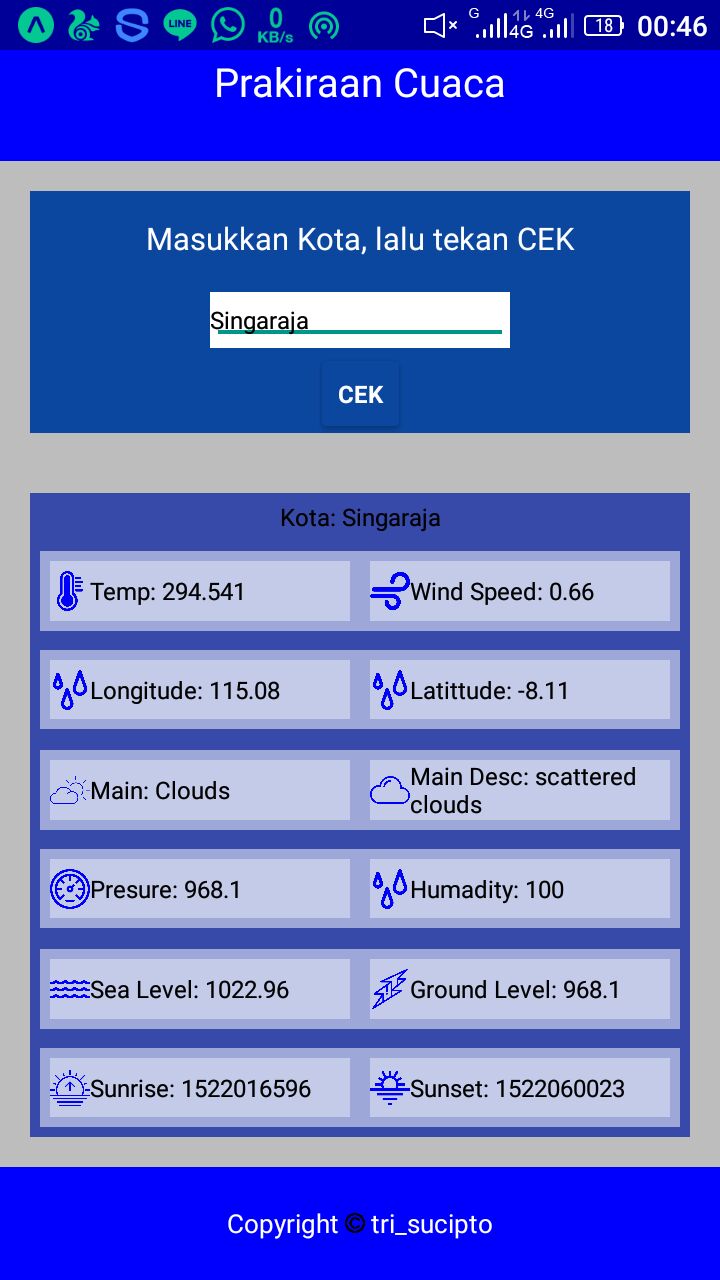 LINE
0
KB/s
G
4G
4G
18
00:46
Prakiraan Cuaca
Masukkan Kota, lalu tekan CEK
Singaraja
CEK
Kota: Singaraja
Temp: 294.541
Wind Speed: 0.66
Longitude: 115.08
Latittude: -8.11
Main: Clouds
Main Desc: scattered
clouds
Presure: 968.1
Humadity: 100
Sea Level: 1022.96
Ground Level: 968.1
Sunrise: 1522016596
Sunset: 1522060023
Copyright © tri_sucipto